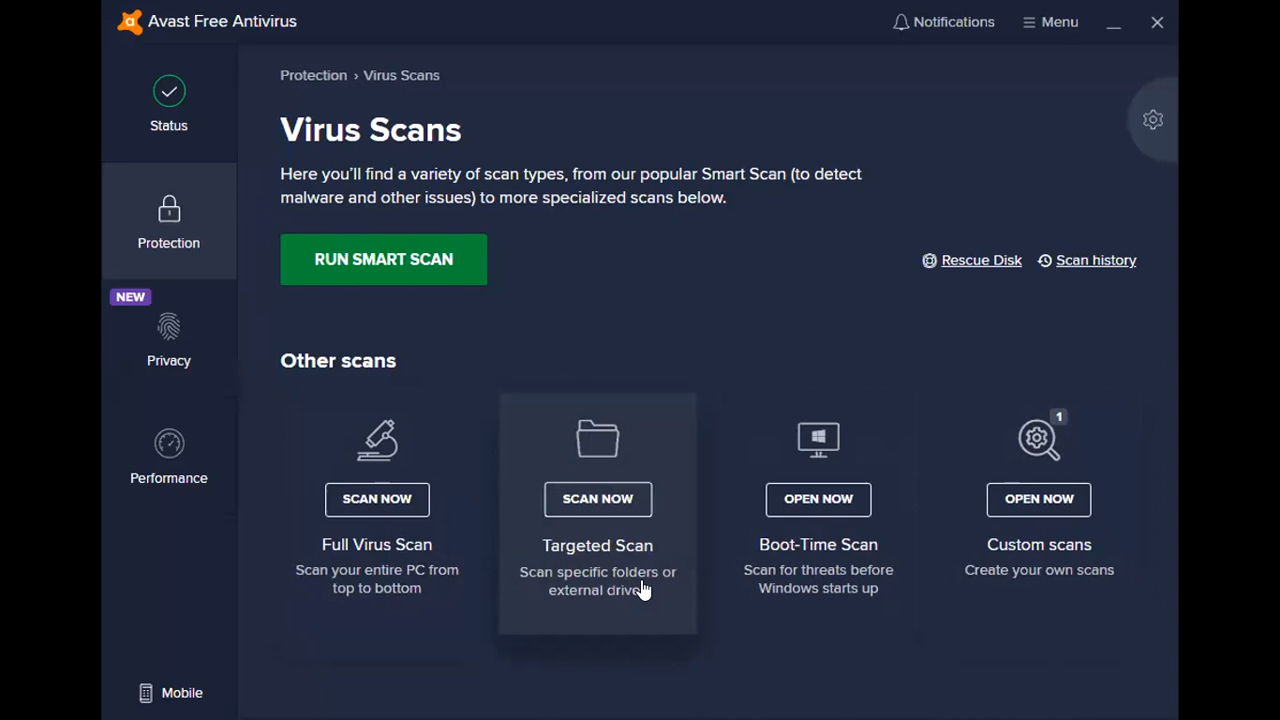 Avast Free Antivirus
Notifications
Menu
Status
Protection
NEW
Privacy
Performance
Mobile
Protection › Virus Scans
Virus Scans
Here you'll find a variety of scan types, from our popular Smart Scan (to detect
malware and other issues) to more specialized scans below.
RUN SMART SCAN
Rescue Disk
Scan history
Other scans
SCAN NOW
Full Virus Scan
Scan your entire PC from
top to bottom
SCAN NOW
Targeted Scan
Scan specific folders or
external
OPEN NOW
Boot-Time Scan
Scan for threats before
Windows starts up
1
OPEN NOW
Custom scans
Create your own scans